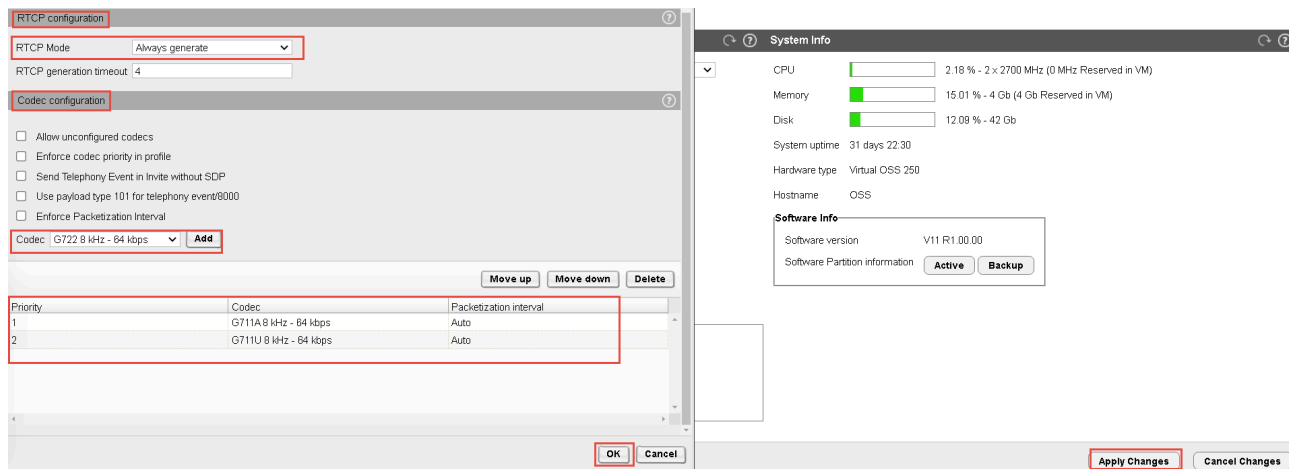 RTCP configuration
RTCP Mode Always generate
RTCP generation timeout 4
Codec configuration
Allow unconfigured codecs
Enforce codec priority in profile
Send Telephony Event in Invite without SDP
Use payload type 101 for telephony event/8000
Enforce Packetization Interval
Codec G722 8 kHz - 64 kbps Add
Move up Move down Delete
Priority Codec Packetization interval
1 G711A 8 kHz - 64 kbps Auto
2 G711U 8 kHz - 64 kbps Auto
OK Cancel
System Info
CPU 2.18 % - 2 x 2700 MHz (0 MHz Reserved in VM)
Memory 15.01 % - 4 Gb (4 Gb Reserved in VM)
Disk 12.09 % - 42 Gb
System uptime 31 days 22:30
Hardware type Virtual OSS 250
Hostname OSS
Software Info
Software version V11 R1.00.00
Software Partition information Active Backup
Apply Changes Cancel Changes